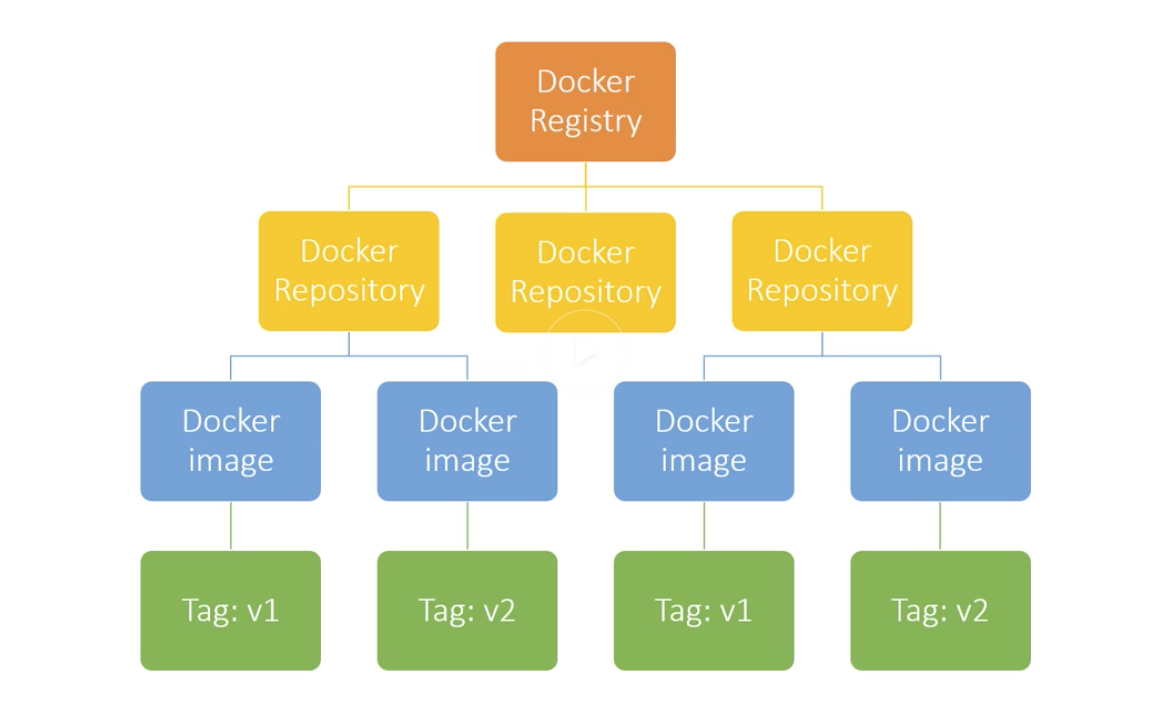 Docker
Registry
Docker
Repository
Docker
Repository
Docker
Repository
Docker
image
Docker
image
Docker
image
Docker
image
Tag: v1
Tag: v2
Tag: v1
Tag: v2